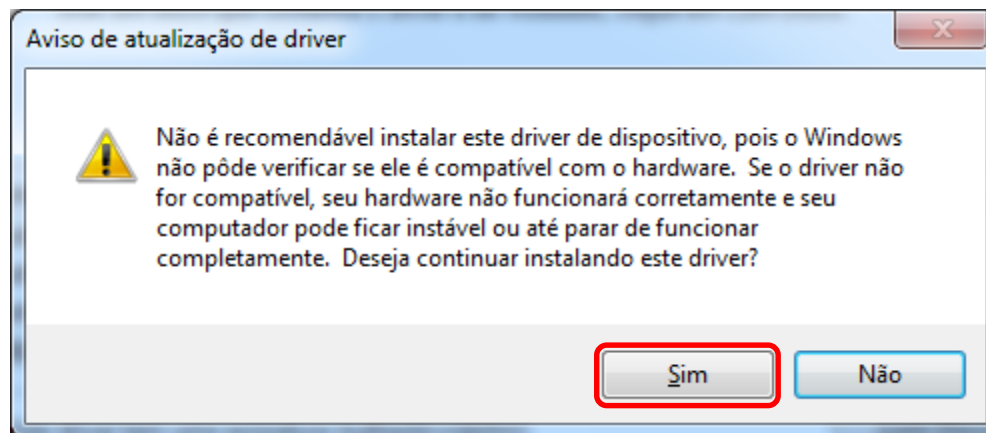 Aviso de atualização de driver
Não é recomendável instalar este driver de dispositivo, pois o Windows
não pôde verificar se ele é compatível com o hardware.  Se o driver não
for compatível, seu hardware não funcionará corretamente e seu
computador pode ficar instável ou até parar de funcionar
completamente.  Deseja continuar instalando este driver?
Sim
Não